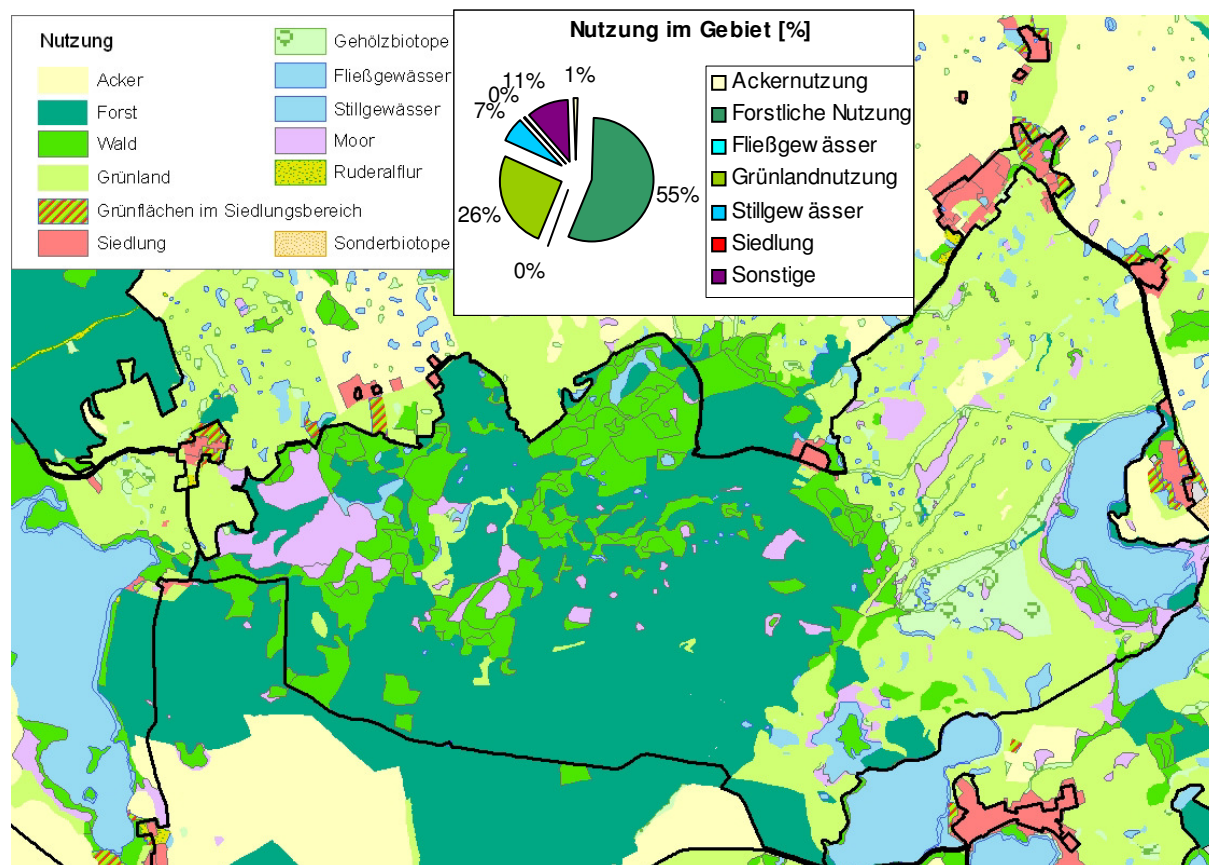 Nutzung
Acker
Forst
Wald
Grünland
Grünflächen im Siedlungsbereich
Siedlung
Gehölzbiotope
Fließgewässer
Stillgewässer
Moor
Ruderalflur
Sonderbiotope
Nutzung im Gebiet [%]
1%
55%
0%
26%
7%
0%
11%
Ackernutzung
Forstliche Nutzung
Fließgewässer
Grünlandnutzung
Stillgewässer
Siedlung
Sonstige